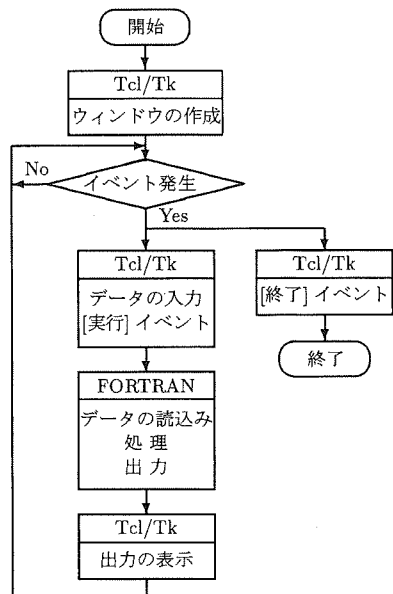 開始
Tcl/Tk
ウィンドウの作成
No
イベント発生
Yes
Tcl/Tk
データの入力
[実行] イベント
Tcl/Tk
[終了] イベント
終了
FORTRAN
データの読込み
処 理
出 力
Tcl/Tk
出力の表示